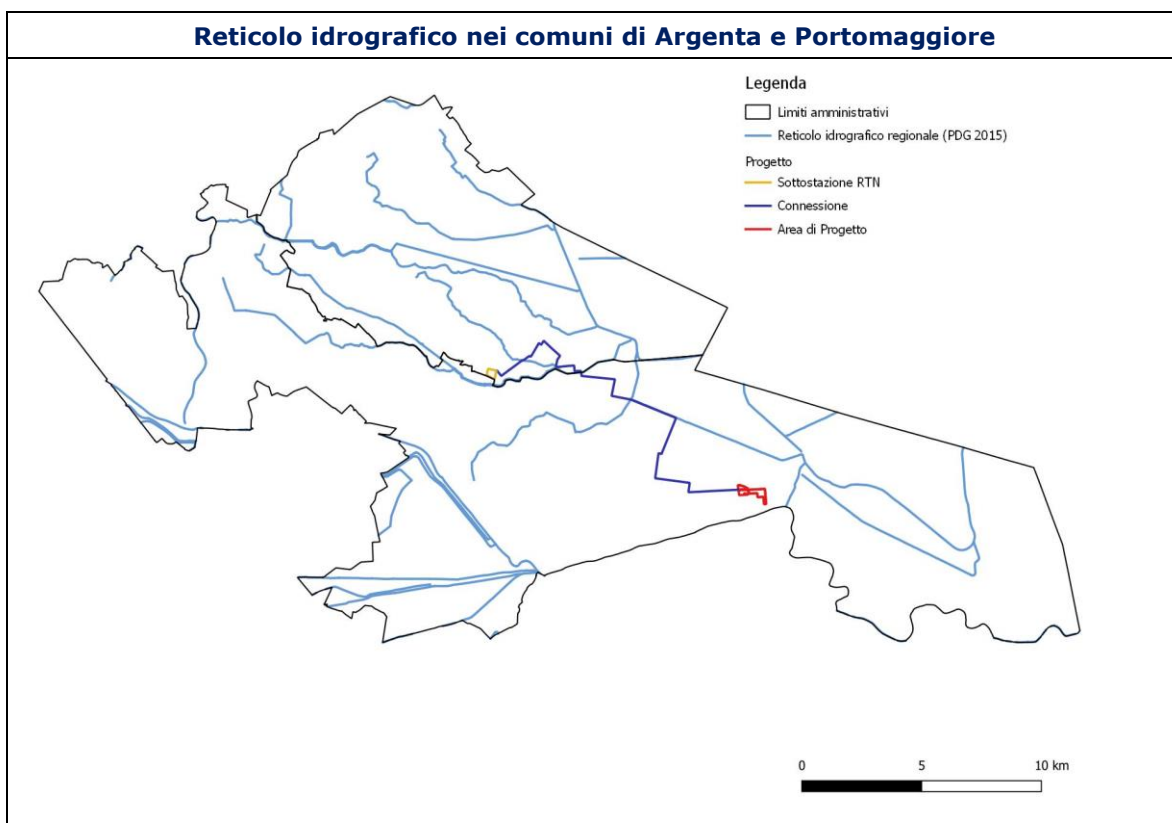 Reticolo idrografico nei comuni di Argenta e Portomaggiore
Legenda
Limiti amministrativi
Reticolo idrografico regionale (PDG 2015)
Progetto
Sottostazione RTN
Connessione
Area di Progetto
0 5 10 km